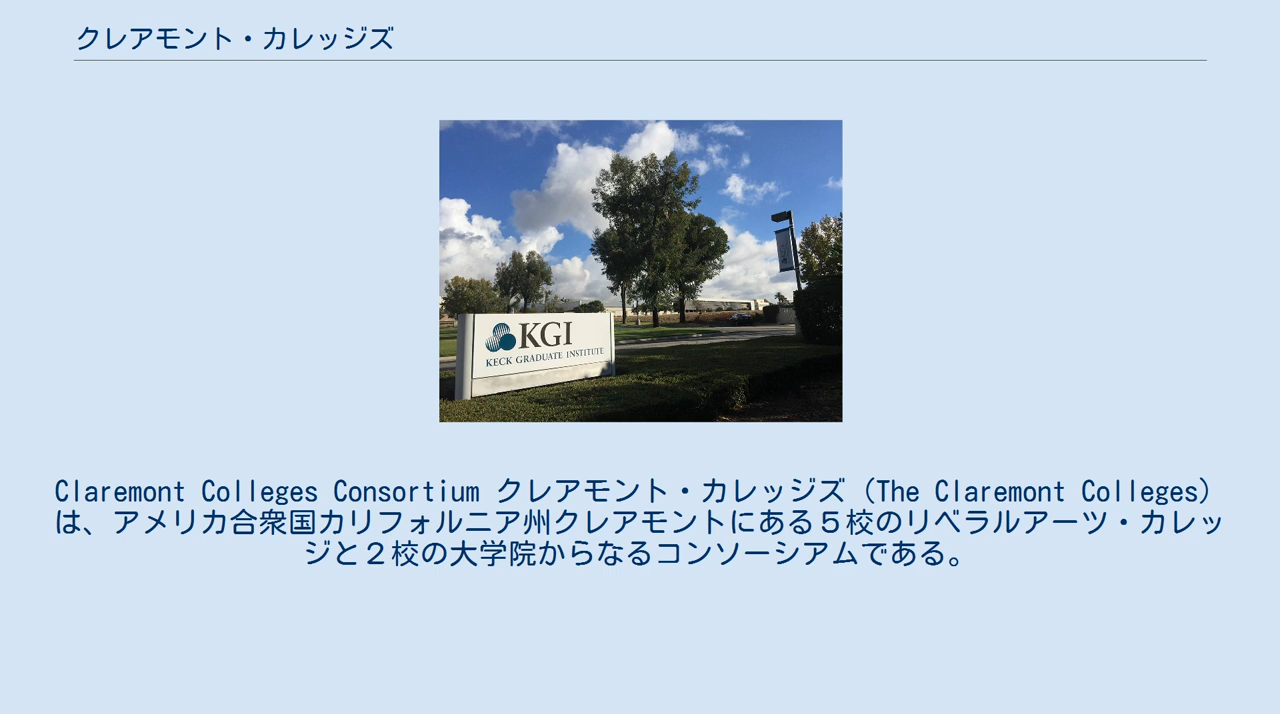 クレアモント・カレッジズ
KGI
KECK GRADUATE INSTITUTE
Claremont Colleges Consortium クレアモント・カレッジズ（The Claremont Colleges）
は、アメリカ合衆国カリフォルニア州クレアモントにある５校のリベラルアーツ・カレッ
ジと２校の大学院からなるコンソーシアムである。